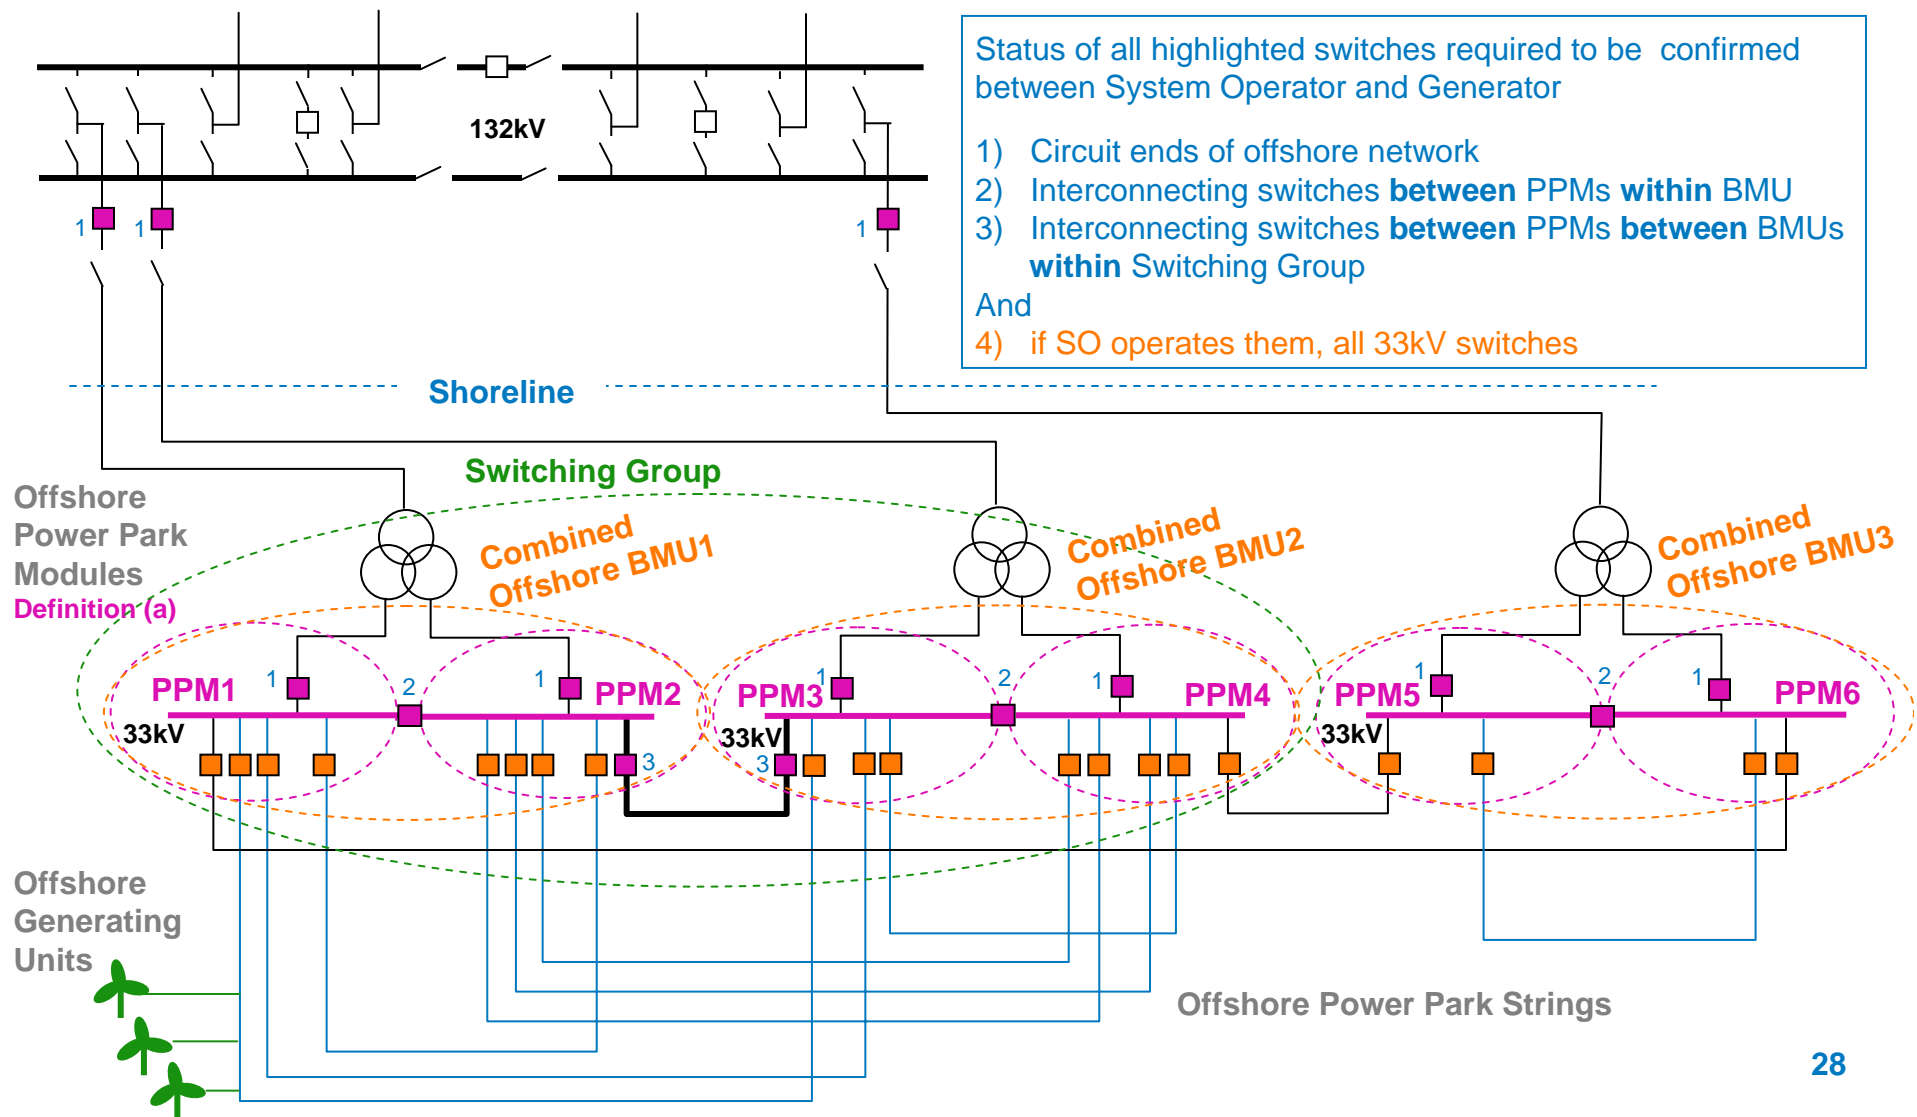 Status of all highlighted switches required to be confirmed
between System Operator and Generator
1) Circuit ends of offshore network
2) Interconnecting switches between PPMs within BMU
3) Interconnecting switches between PPMs between BMUs
within Switching Group
And
4) if SO operates them, all 33kV switches
132kV
1 1 1
Shoreline
Switching Group
Offshore
Power Park
Modules
Definition (a)
Combined
Offshore BMU1
Combined
Offshore BMU2
Combined
Offshore BMU3
PPM1 1 2 1 PPM2 PPM3 1 2 1 PPM4 PPM5 1 2 1 PPM6
33kV 3 33kV 3 33kV
Offshore
Generating
Units
Offshore Power Park Strings
28